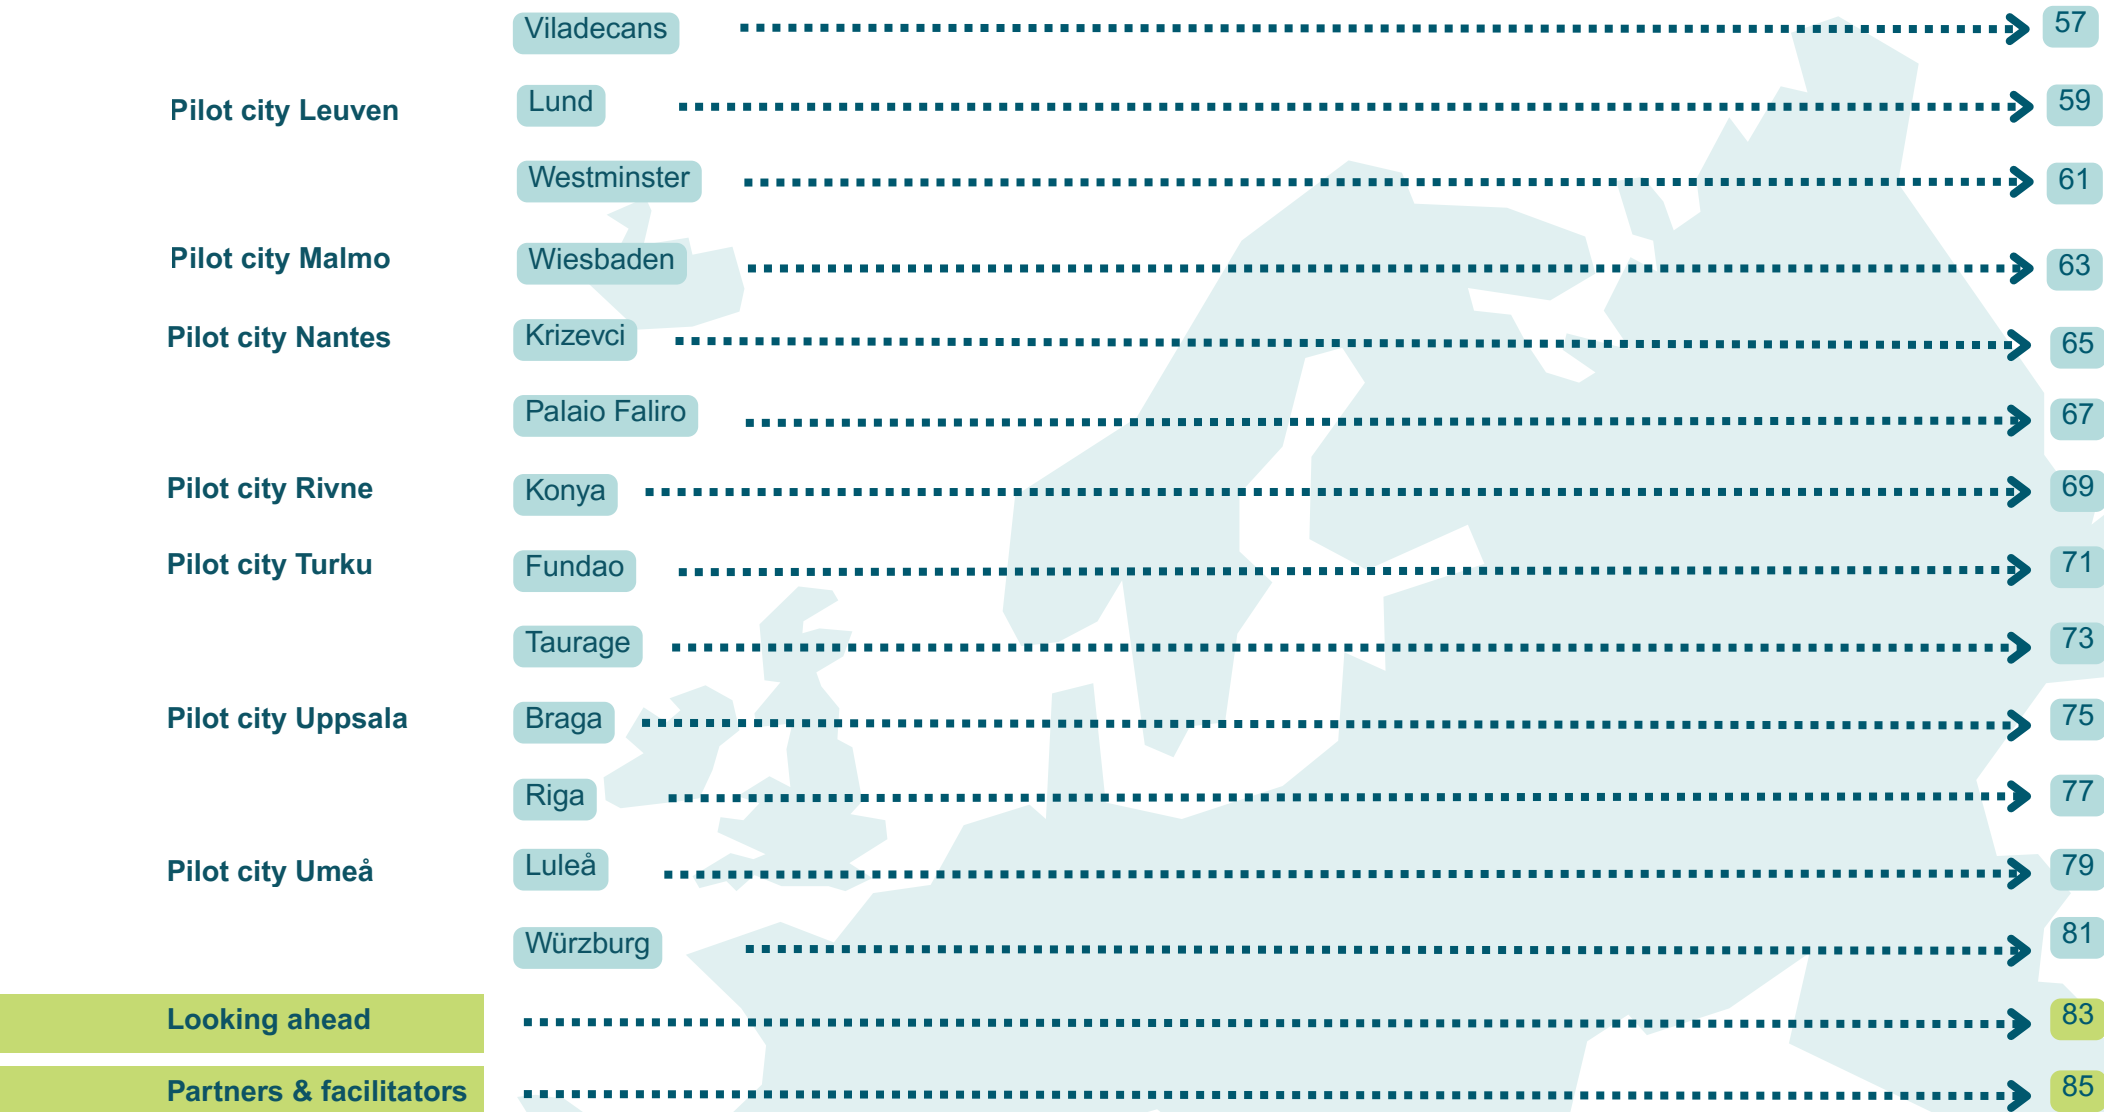 Viladecans 57
Pilot city Leuven Lund 59
Westminster 61
Pilot city Malmo Wiesbaden 63
Pilot city Nantes Krizevci 65
Palaio Faliro 67
Pilot city Rivne Konya 69
Pilot city Turku Fundao 71
Taurage 73
Pilot city Uppsala Braga 75
Riga 77
Pilot city Umeå Luleå 79
Würzburg 81
Looking ahead 83
Partners & facilitators 85